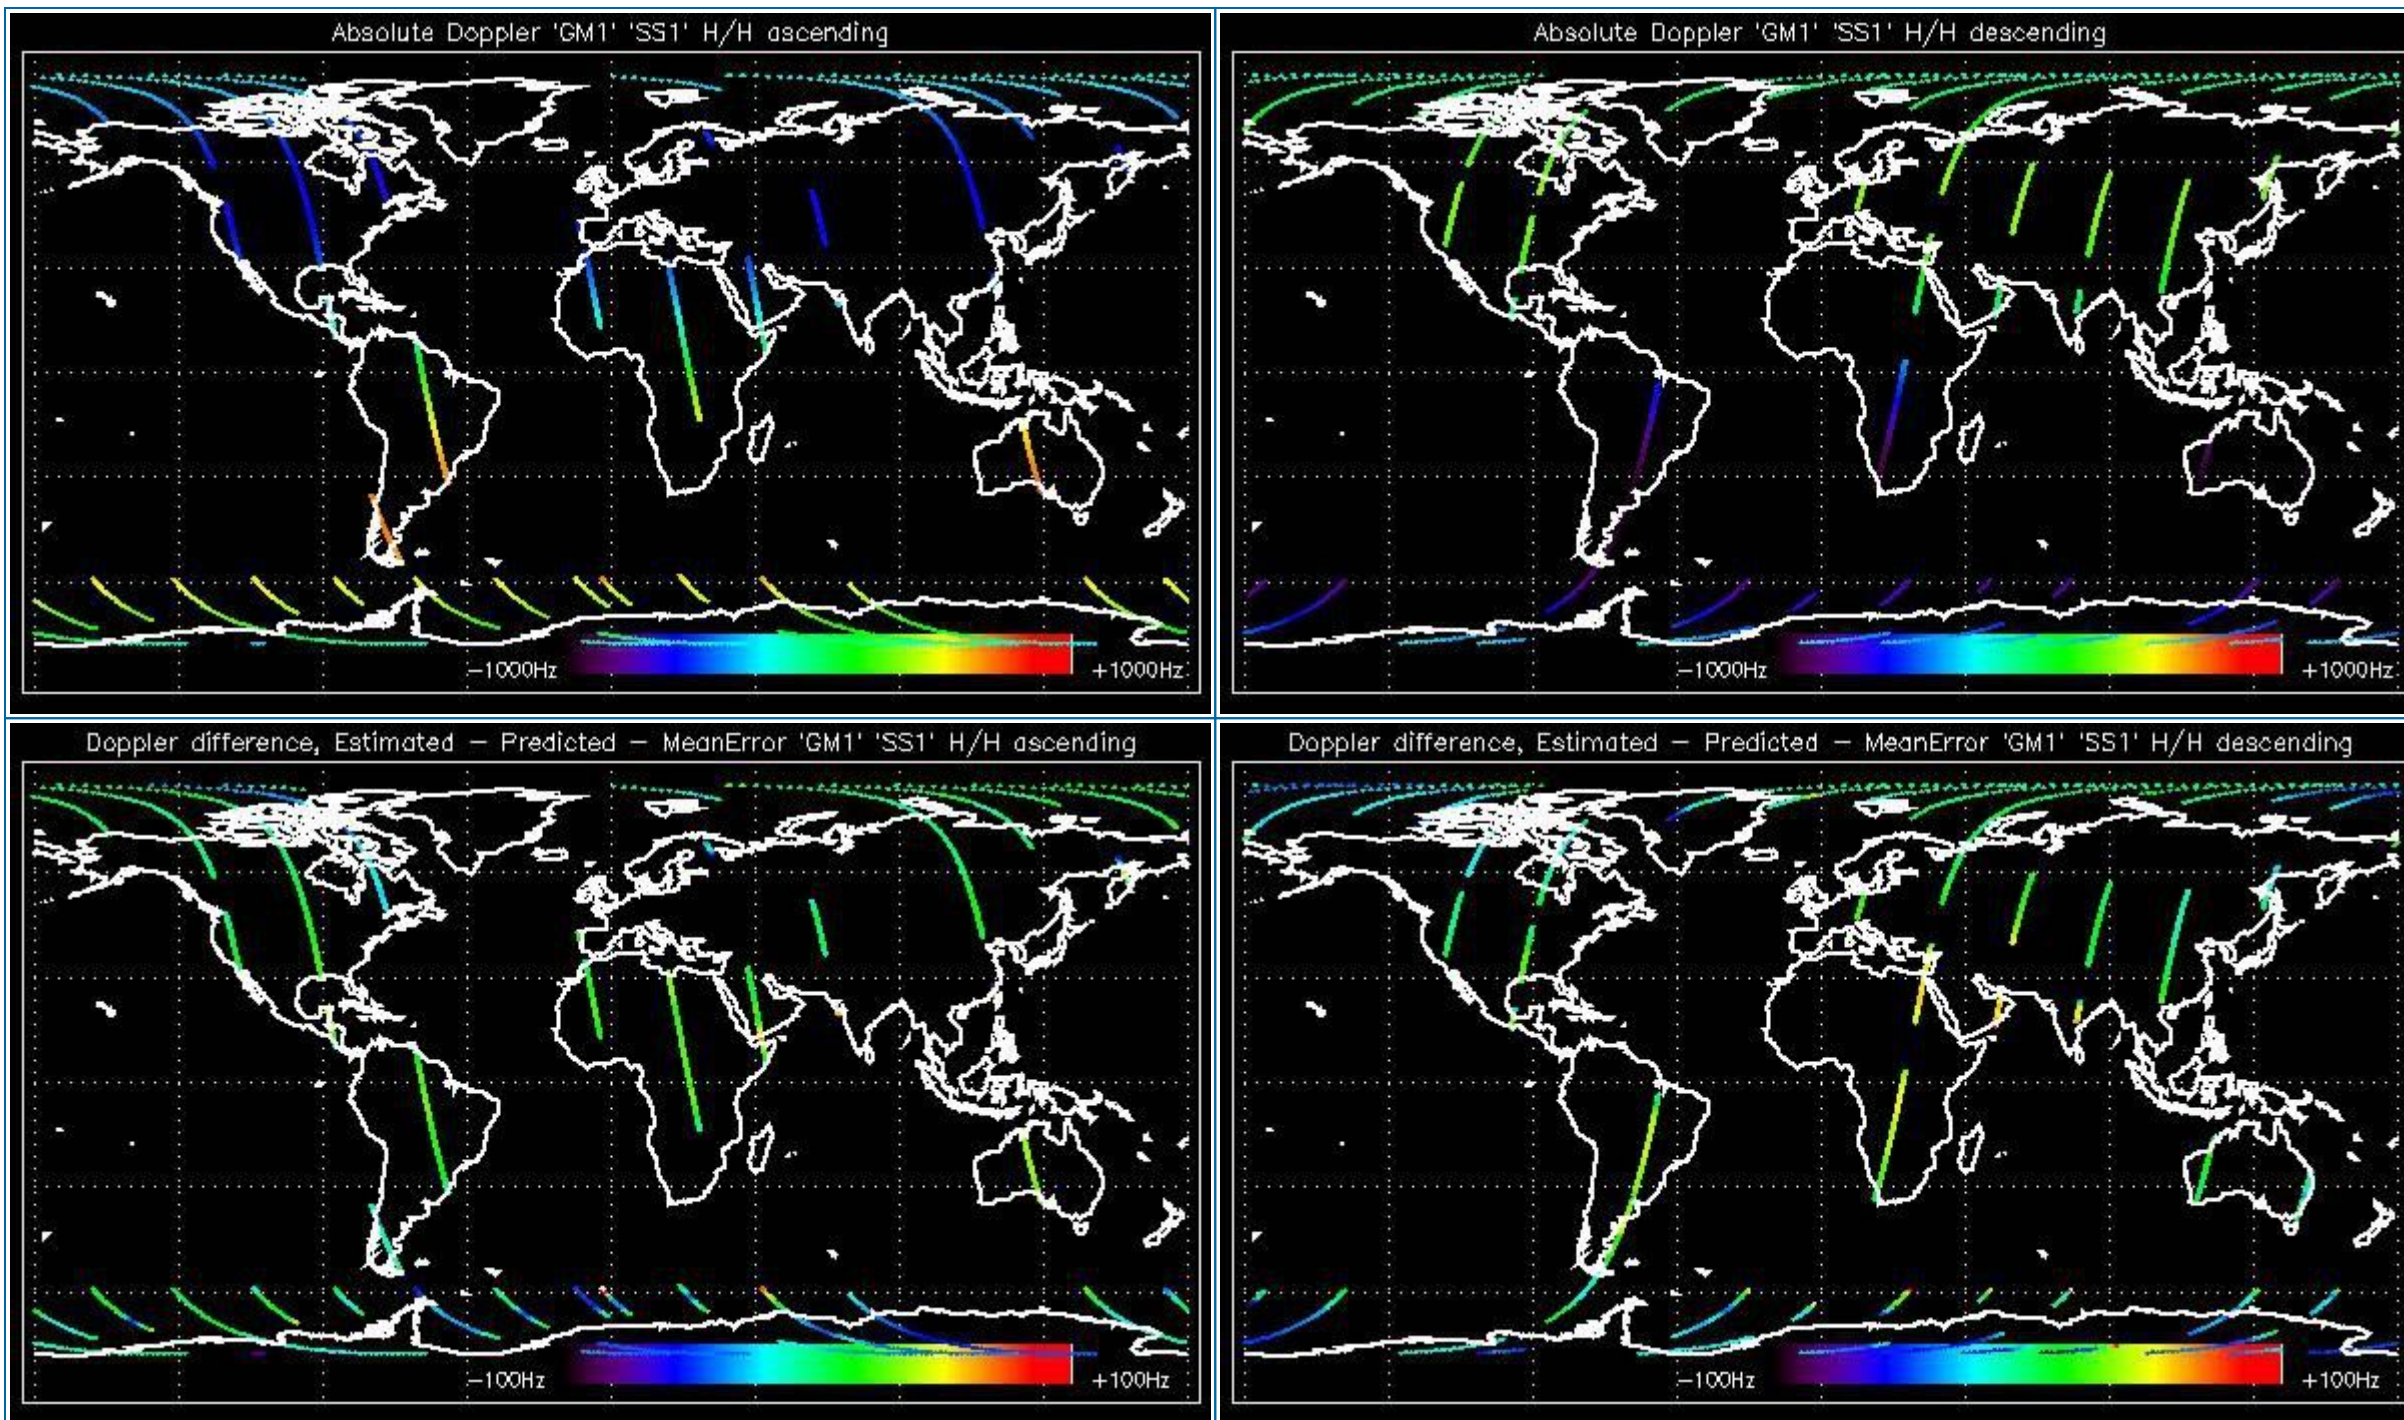 Absolute Doppler 'GM1' 'SS1' H/H ascending
-1000Hz
+1000Hz
Absolute Doppler 'GM1' 'SS1' H/H descending
-1000Hz
+1000Hz
Doppler difference, Estimated - Predicted - MeanError 'GM1' 'SS1' H/H ascending
-100Hz
+100Hz
Doppler difference, Estimated - Predicted - MeanError 'GM1' 'SS1' H/H descending
-100Hz
+100Hz